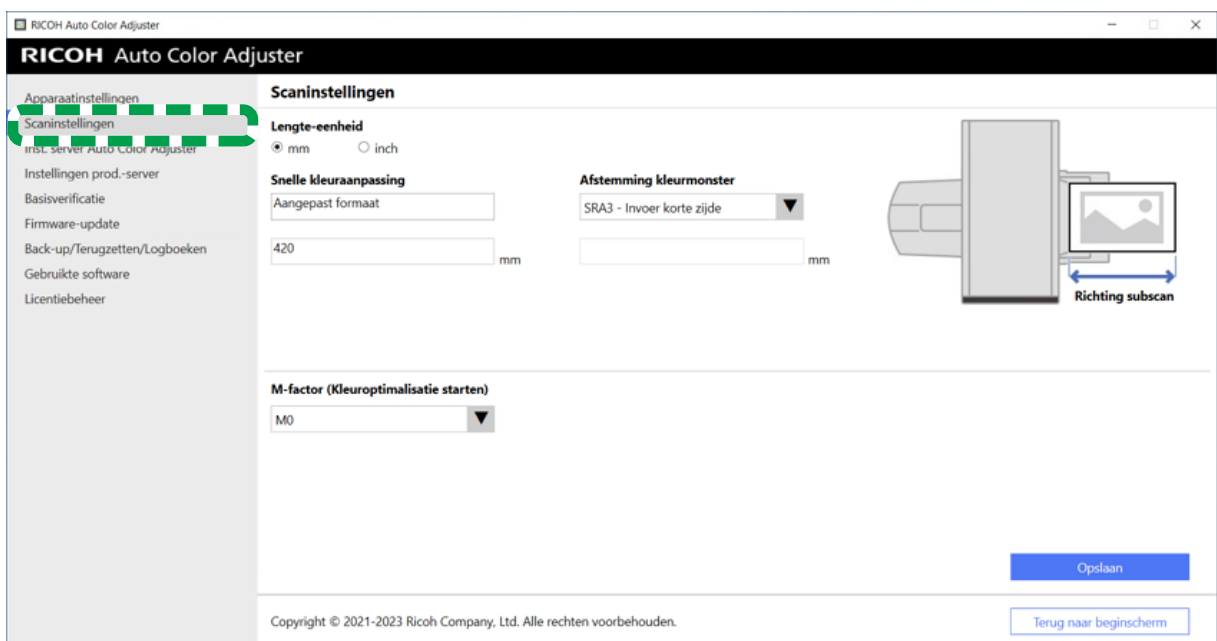 RICOH Auto Color Adjuster
RICOH Auto Color Adjuster
Apparaatinstellingen
Scaninstellingen
Inst. server Auto Color Adjuster
Instellingen prod.-server
Basisverificatie
Firmware-update
Back-up/Terugzetten/Logboeken
Gebruikte software
Licentiebeheer
Scaninstellingen
Lengte-eenheid
mm inch
Snelle kleuraanpassing Afstemming kleurmonster
Aangepast formaat SRA3 - Invoer korte zijde
420 mm mm
Richting subscan
M-factor (Kleuroptimalisatie starten)
M0
Opslaan
Copyright © 2021-2023 Ricoh Company, Ltd. Alle rechten voorbehouden.
Terug naar beginscherm